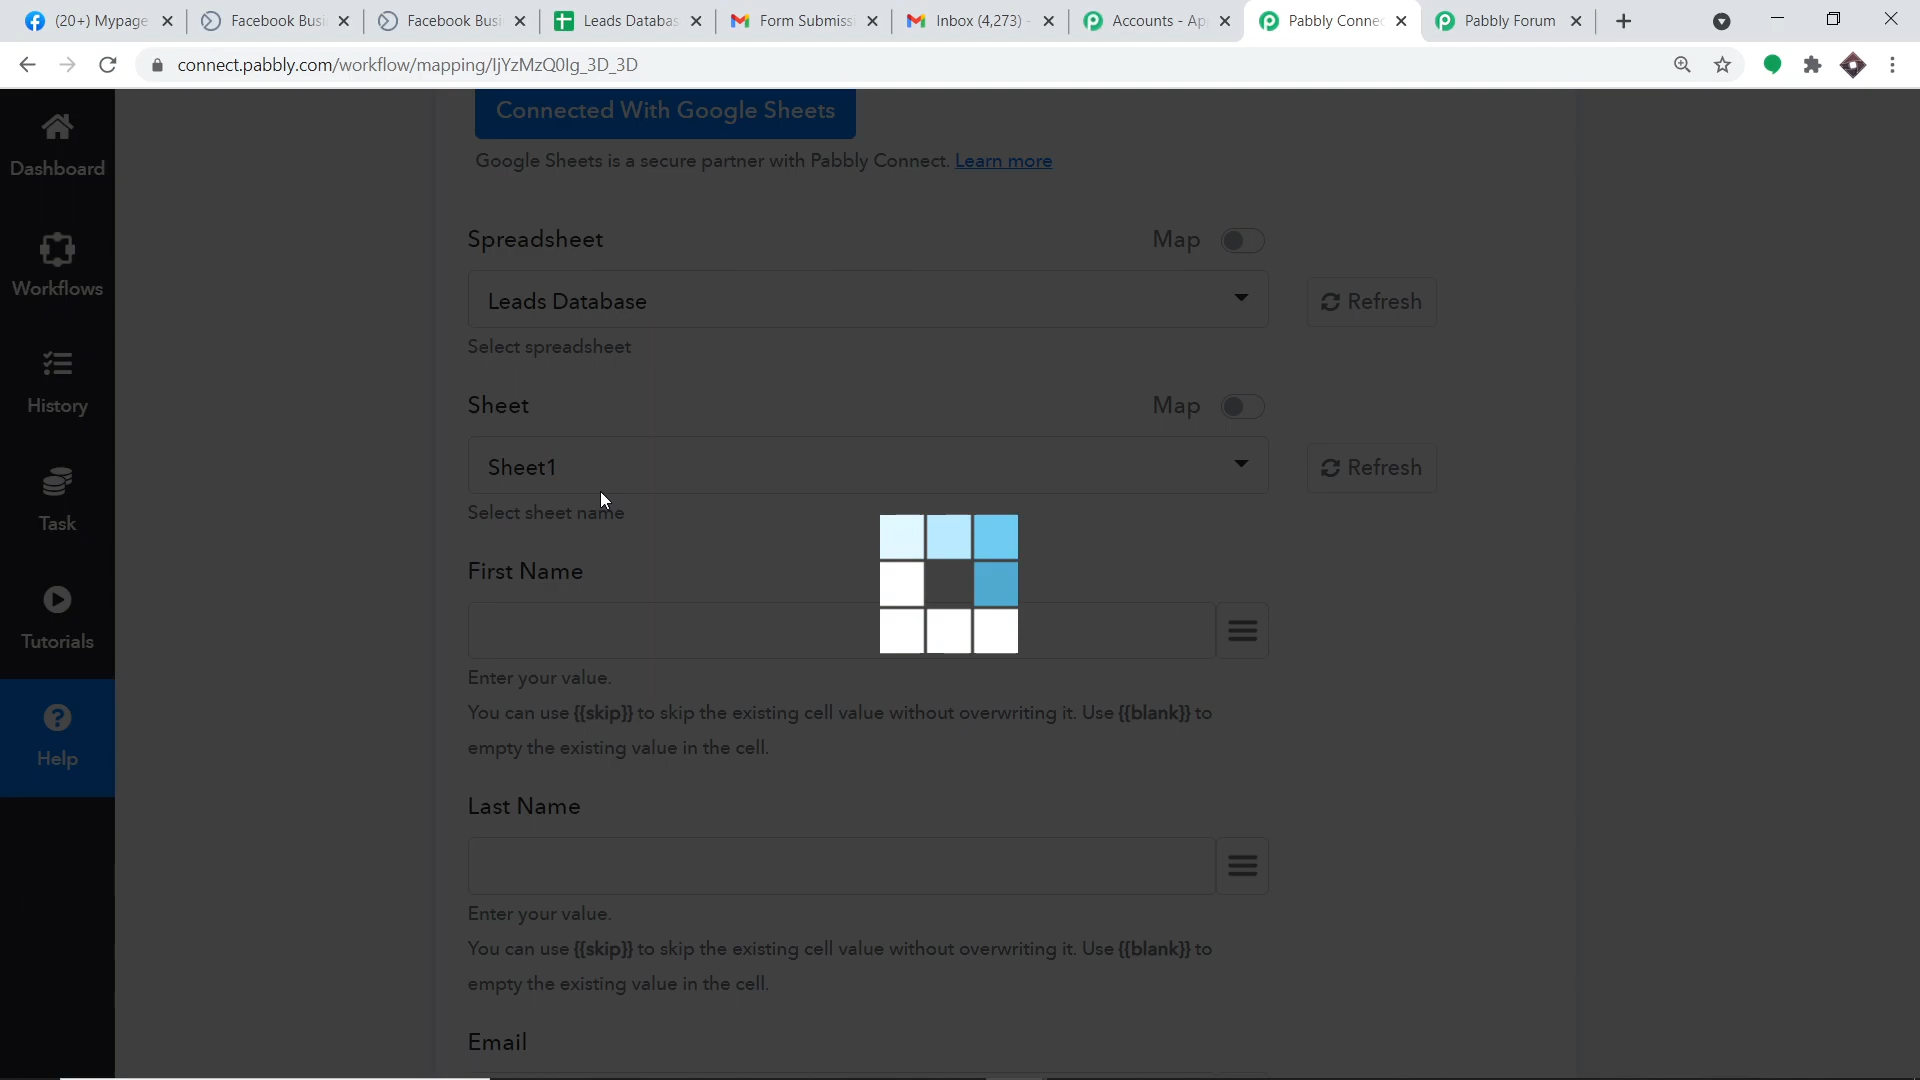 (20+) Mypage
Facebook Busi
Facebook Busi
Leads Databas
Form Submissi
Inbox (4,273) -
Accounts - Ap
Pabbly Connec
Pabbly Forum
connect.pabbly.com/workflow/mapping/IjYzMzQ0Ig_3D_3D
Connected With Google Sheets
Google Sheets is a secure partner with Pabbly Connect. Learn more
Dashboard
Workflows
History
Task
Tutorials
Help
Spreadsheet
Map
Leads Database
Refresh
Select spreadsheet
Sheet
Map
Sheet1
Refresh
Select sheet name
First Name
Enter your value.
You can use {{skip}} to skip the existing cell value without overwriting it. Use {{blank}} to
empty the existing value in the cell.
Last Name
Enter your value.
You can use {{skip}} to skip the existing cell value without overwriting it. Use {{blank}} to
empty the existing value in the cell.
Email